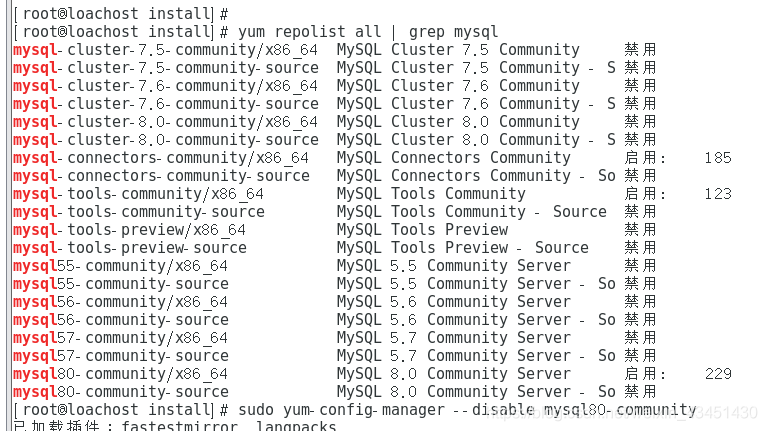 [root@loachost install]#
[root@loachost install]# yum repolist all | grep mysql
mysql-cluster-7.5-community/x86_64 MySQL Cluster 7.5 Community 禁用
mysql-cluster-7.5-community-source MySQL Cluster 7.5 Community - S 禁用
mysql-cluster-7.6-community/x86_64 MySQL Cluster 7.6 Community 禁用
mysql-cluster-7.6-community-source MySQL Cluster 7.6 Community - S 禁用
mysql-cluster-8.0-community/x86_64 MySQL Cluster 8.0 Community 禁用
mysql-cluster-8.0-community-source MySQL Cluster 8.0 Community - S 禁用
mysql-connectors-community/x86_64 MySQL Connectors Community 启用: 185
mysql-connectors-community-source MySQL Connectors Community - So 禁用
mysql-tools-community/x86_64 MySQL Tools Community 启用: 123
mysql-tools-community-source MySQL Tools Community - Source 禁用
mysql-tools-preview/x86_64 MySQL Tools Preview 禁用
mysql-tools-preview-source MySQL Tools Preview - Source 禁用
mysql55-community/x86_64 MySQL 5.5 Community Server 禁用
mysql55-community-source MySQL 5.5 Community Server - So 禁用
mysql56-community/x86_64 MySQL 5.6 Community Server 禁用
mysql56-community-source MySQL 5.6 Community Server - So 禁用
mysql57-community/x86_64 MySQL 5.7 Community Server 禁用
mysql57-community-source MySQL 5.7 Community Server - So 禁用
mysql80-community/x86_64 MySQL 8.0 Community Server 启用: 229
mysql80-community-source MySQL 8.0 Community Server - So 禁用
[root@loachost install]# sudo yum-config-manager --disable mysql80-community
已加载插件：fastestmirror, langpacks